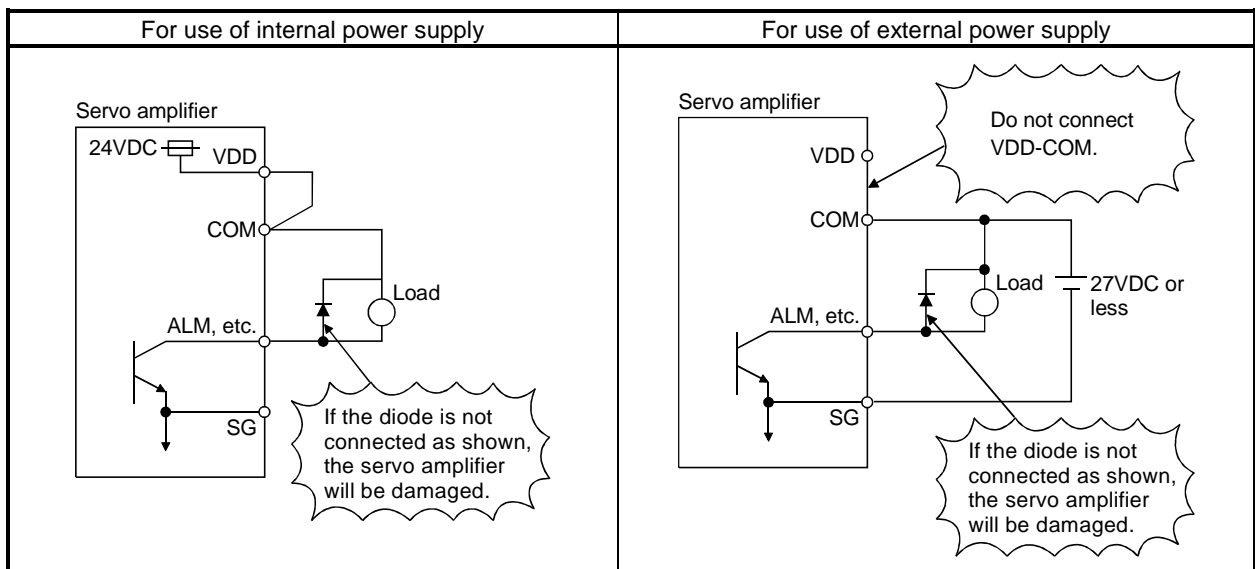 For use of internal power supply
For use of external power supply
Servo amplifier
24VDC
VDD
COM
Load
ALM, etc.
SG
If the diode is not
connected as shown,
the servo amplifier
will be damaged.
Servo amplifier
Do not connect
VDD-COM.
VDD
COM
Load
27VDC or
less
ALM, etc.
SG
If the diode is not
connected as shown,
the servo amplifier
will be damaged.